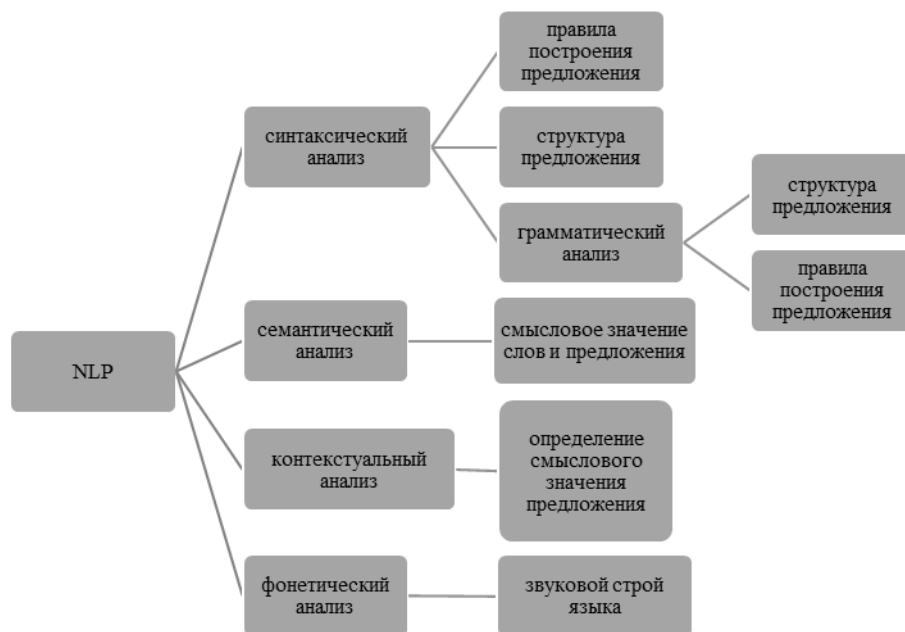 правила
построения
предложения
синтаксический
анализ
структура
предложения
грамматический
анализ
структура
предложения
правила
построения
предложения
NLP
семантический
анализ
смысловое значение
слов и предложения
контекстуальный
анализ
определение
смыслового
значения
предложения
фонетический
анализ
звуковой строй
языка